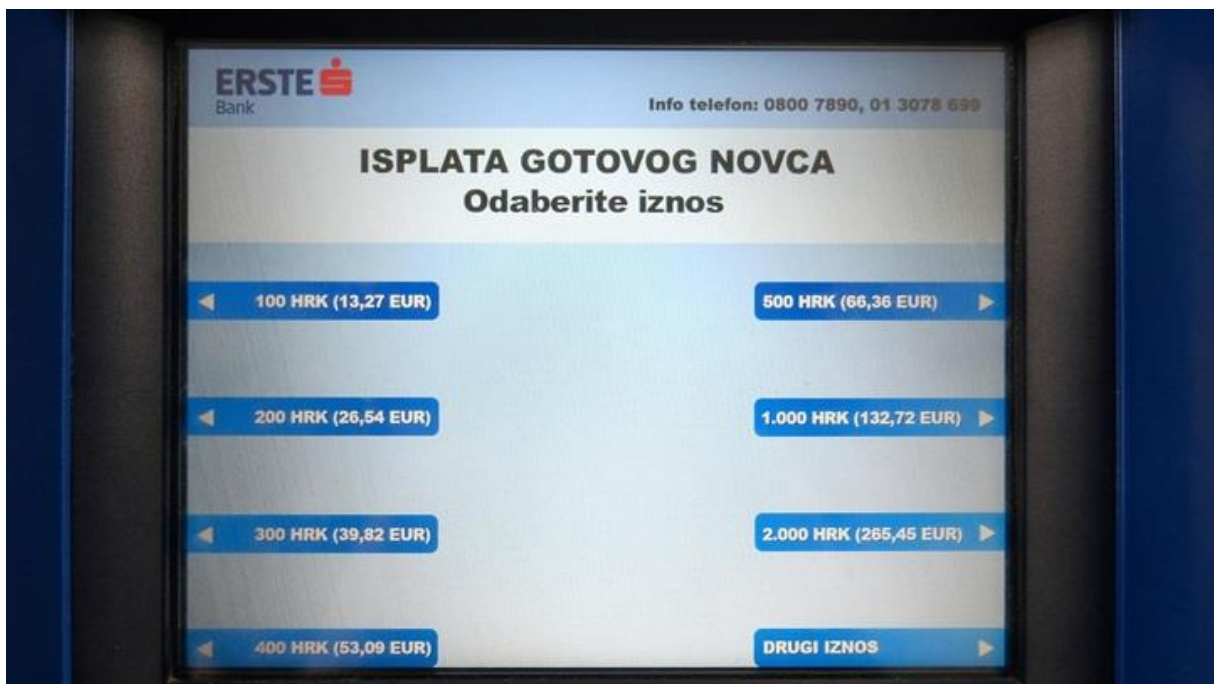 ERSTE
Bank
Info telefon: 0800 7890, 01 3078 699
ISPLATA GOTOVOG NOVCA
Odaberite iznos
100 HRK (13,27 EUR)
500 HRK (66,36 EUR)
200 HRK (26,54 EUR)
1.000 HRK (132,72 EUR)
300 HRK (39,82 EUR)
2.000 HRK (265,45 EUR)
400 HRK (53,09 EUR)
DRUGI IZNOS